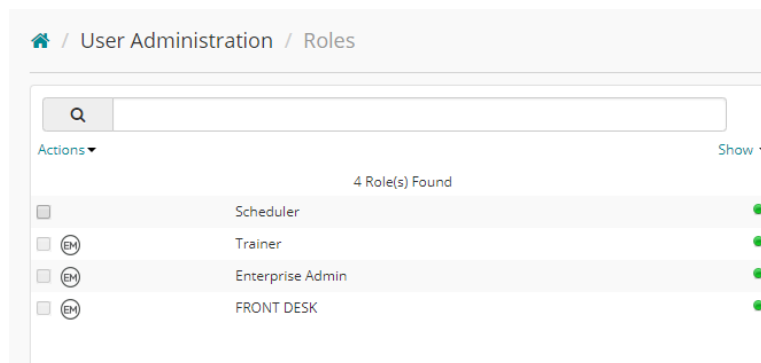 / User Administration / Roles
Actions
Show
4 Role(s) Found
Scheduler
EM Trainer
EM Enterprise Admin
EM FRONT DESK